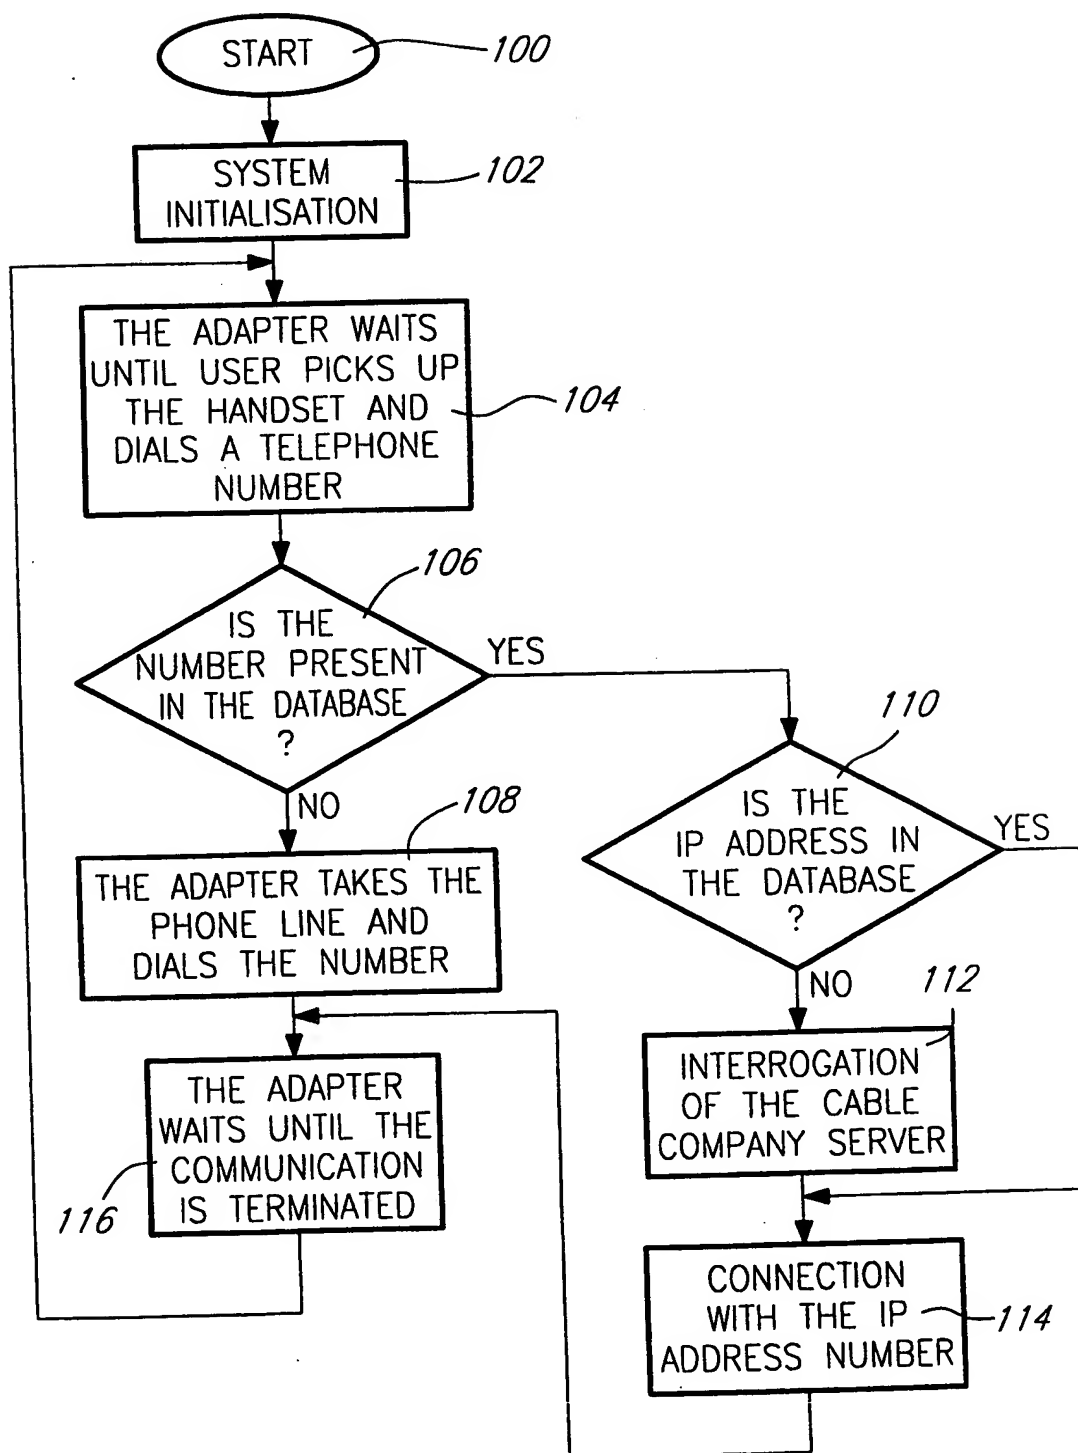 START
100
SYSTEM
INITIALISATION
102
THE ADAPTER WAITS
UNTIL USER PICKS UP
THE HANDSET AND
DIALS A TELEPHONE
NUMBER
104
IS THE
NUMBER PRESENT
IN THE DATABASE
?
106
YES
NO
THE ADAPTER TAKES THE
PHONE LINE AND
DIALS THE NUMBER
108
IS THE
IP ADDRESS IN
THE DATABASE
?
110
YES
NO
INTERROGATION
OF THE CABLE
COMPANY SERVER
112
THE ADAPTER
WAITS UNTIL THE
COMMUNICATION
IS TERMINATED
116
CONNECTION
WITH THE IP
ADDRESS NUMBER
114